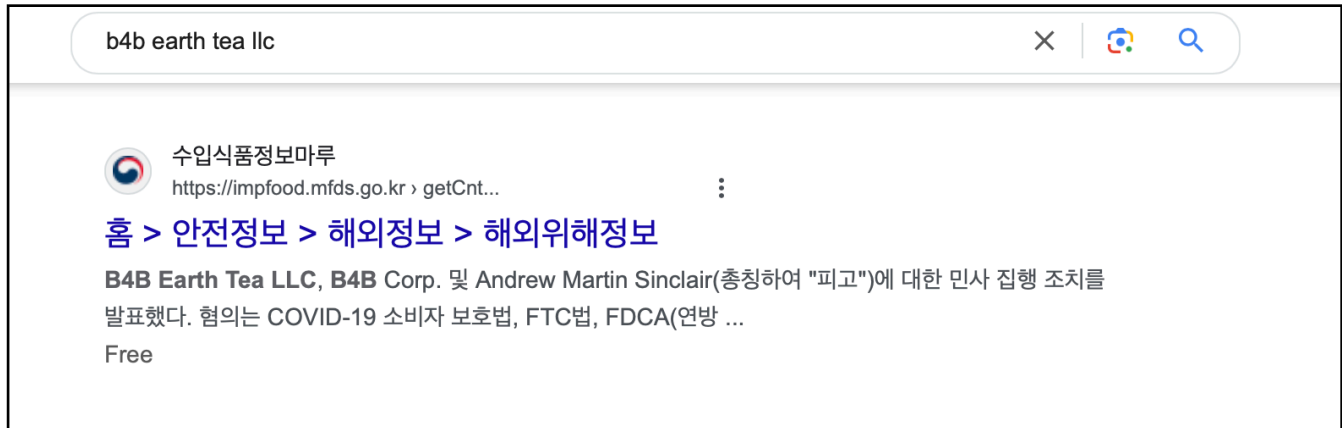 b4b earth tea llc
수입식품정보마루
https://impfood.mfds.go.kr › getCnt...
홈 > 안전정보 > 해외정보 > 해외위해정보
B4B Earth Tea LLC, B4B Corp. 및 Andrew Martin Sinclair(총칭하여 "피고")에 대한 민사 집행 조치를
발표했다. 혐의는 COVID-19 소비자 보호법, FTC법, FDCA(연방 ...
Free